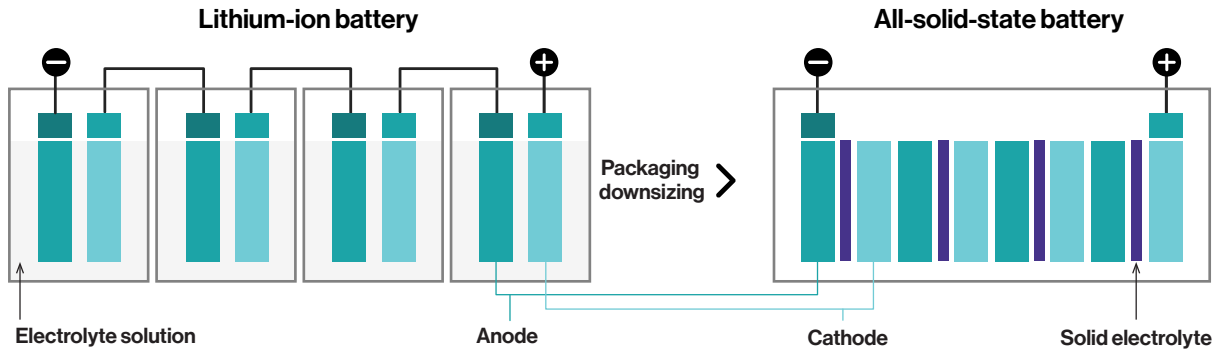 Lithium-ion battery
All-solid-state battery
Packaging
downsizing
Electrolyte solution
Anode
Cathode
Solid electrolyte